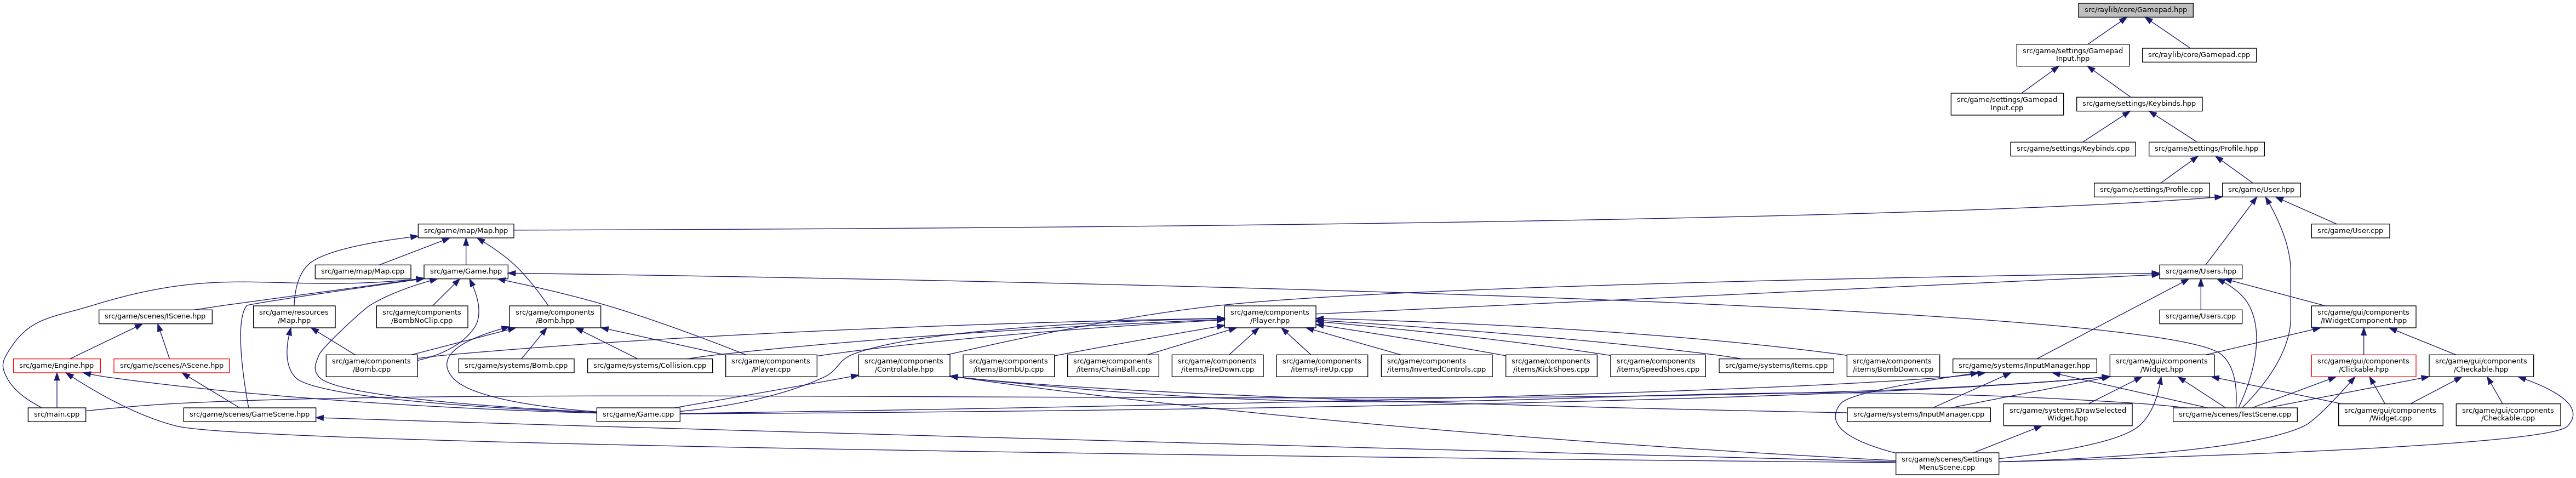 src/raylib/core/Gamepad.hpp
src/game/settings/Gamepad
Input.hpp
src/raylib/core/Gamepad.cpp
src/game/settings/Gamepad
Input.cpp
src/game/settings/Keybinds.hpp
src/game/settings/Keybinds.cpp
src/game/settings/Profile.hpp
src/game/settings/Profile.cpp
src/game/User.hpp
src/game/map/Map.hpp
src/game/User.cpp
src/game/map/Map.cpp
src/game/Game.hpp
src/game/Users.hpp
src/game/scenes/IScene.hpp
src/game/resources
/Map.hpp
src/game/components
/BombNoClip.cpp
src/game/components
/Bomb.hpp
src/game/components
/Player.hpp
src/game/Users.cpp
src/game/gui/components
/IWidgetComponent.hpp
src/game/Engine.hpp
src/game/scenes/AScene.hpp
src/game/components
/Bomb.cpp
src/game/systems/Bomb.cpp
src/game/systems/Collision.cpp
src/game/components
/Player.cpp
src/game/components
/Controlable.hpp
src/game/components
/items/BombUp.cpp
src/game/components
/items/ChainBall.cpp
src/game/components
/items/FireDown.cpp
src/game/components
/items/FireUp.cpp
src/game/components
/items/InvertedControls.cpp
src/game/components
/items/KickShoes.cpp
src/game/components
/items/SpeedShoes.cpp
src/game/systems/Items.cpp
src/game/components
/items/BombDown.cpp
src/game/systems/InputManager.hpp
src/game/gui/components
/Widget.hpp
src/game/gui/components
/Clickable.hpp
src/game/gui/components
/Checkable.hpp
src/main.cpp
src/game/scenes/GameScene.hpp
src/game/Game.cpp
src/game/systems/InputManager.cpp
src/game/systems/DrawSelected
Widget.hpp
src/game/scenes/TestScene.cpp
src/game/gui/components
/Widget.cpp
src/game/gui/components
/Checkable.cpp
src/game/scenes/Settings
MenuScene.cpp